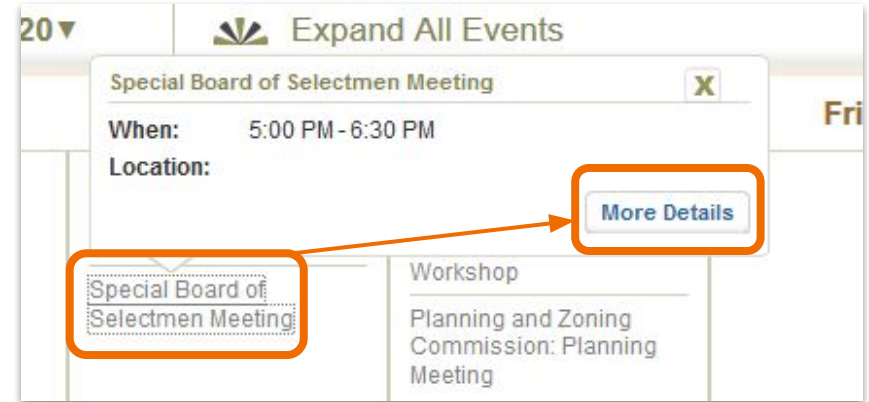 20▼ Expand All Events
Special Board of Selectmen Meeting X
When: 5:00 PM - 6:30 PM
Location:
Fri
More Details
Special Board of
Selectmen Meeting
Workshop
Planning and Zoning
Commission: Planning
Meeting